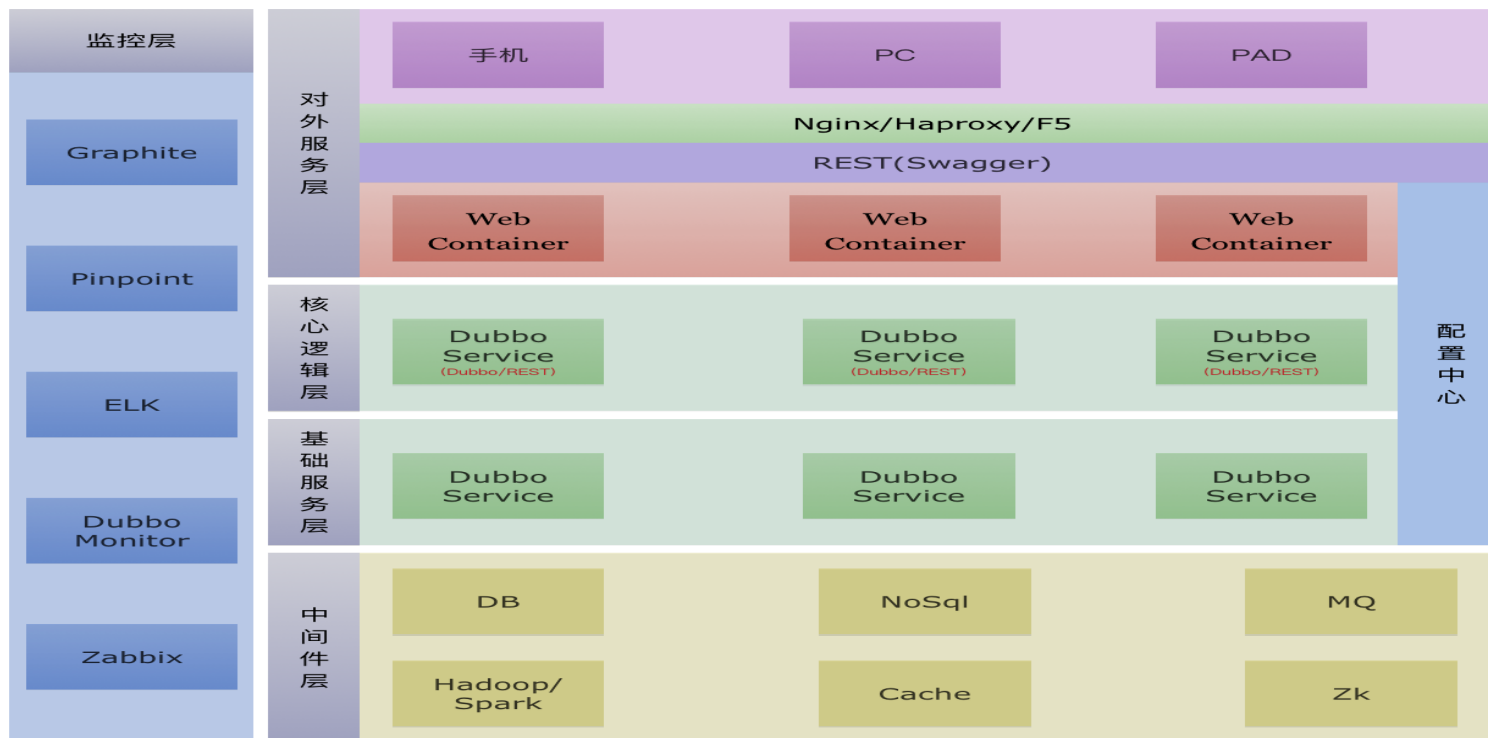 监控层
Graphite
Pinpoint
ELK
Dubbo
Monitor
Zabbix
对外服务层
手机
PC
PAD
Nginx/Haproxy/F5
REST(Swagger)
Web
Container
Web
Container
Web
Container
配置中心
核心逻辑层
Dubbo
Service
(Dubbo/REST)
Dubbo
Service
(Dubbo/REST)
Dubbo
Service
(Dubbo/REST)
基础服务层
Dubbo
Service
Dubbo
Service
Dubbo
Service
中间件层
DB
NoSql
MQ
Hadoop/
Spark
Cache
Zk